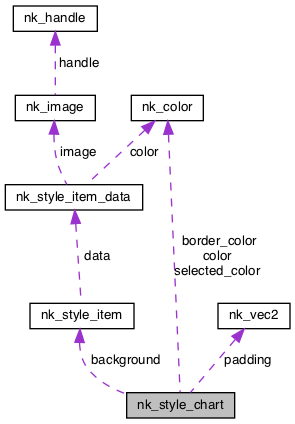 nk_handle
handle
nk_image
nk_color
image
color
nk_style_item_data
border_color
color
selected_color
data
nk_style_item
nk_vec2
background
padding
nk_style_chart